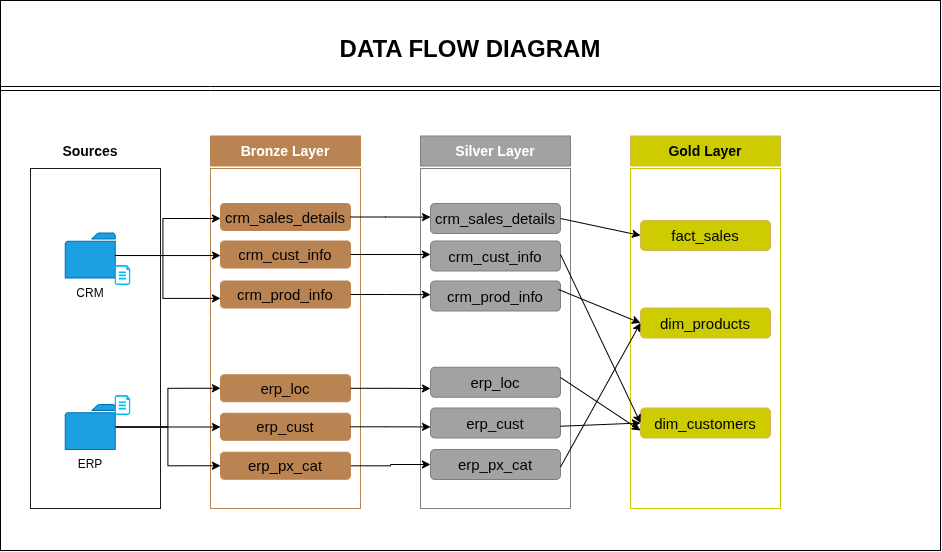 DATA FLOW DIAGRAM
Sources
Bronze Layer
Silver Layer
Gold Layer
CRM
ERP
crm_sales_details
crm_cust_info
crm_prod_info
erp_loc
erp_cust
erp_px_cat
crm_sales_details
crm_cust_info
crm_prod_info
erp_loc
erp_cust
erp_px_cat
fact_sales
dim_products
dim_customers